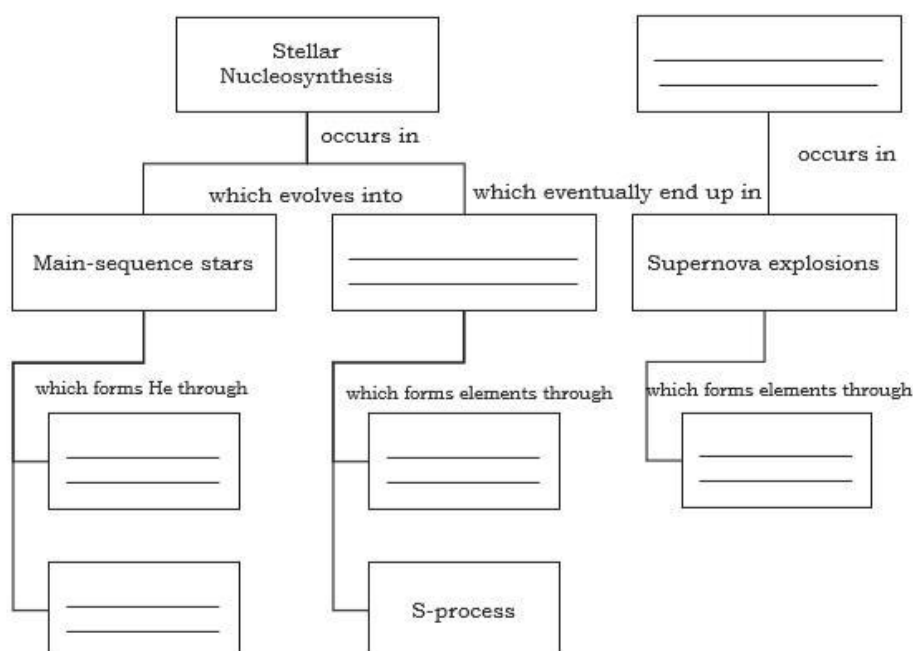 Stellar
Nucleosynthesis
occurs in
occurs in
which evolves into
which eventually end up in
Main-sequence stars
Supernova explosions
which forms He through
which forms elements through
which forms elements through
S-process